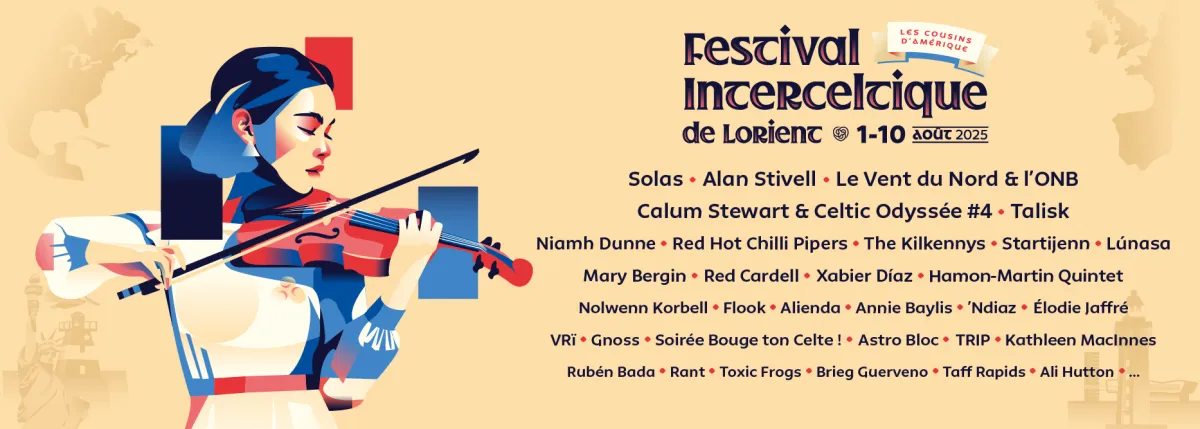 LES COUSINS
D'AMÉRIQUE
Festival
Interceltique
de Lorient 1-10 août 2025
Solas • Alan Stivell • Le Vent du Nord & l'ONB
Calum Stewart & Celtic Odyssée #4 • Talisk
Niamh Dunne • Red Hot Chilli Pipers • The Kilkennys • Startijenn • Lúnasa
Mary Bergin • Red Cardell • Xabier Díaz • Hamon-Martin Quintet
Nolwenn Korbell • Flook • Alienda • Annie Baylis • 'Ndiaz • Élodie Jaffré
VRï • Gnoss • Soirée Bouge ton Celte ! • Astro Bloc • TRIP • Kathleen MacInnes
Rubén Bada • Rant • Toxic Frogs • Brieg Guerveno • Taff Rapids • Ali Hutton • ...